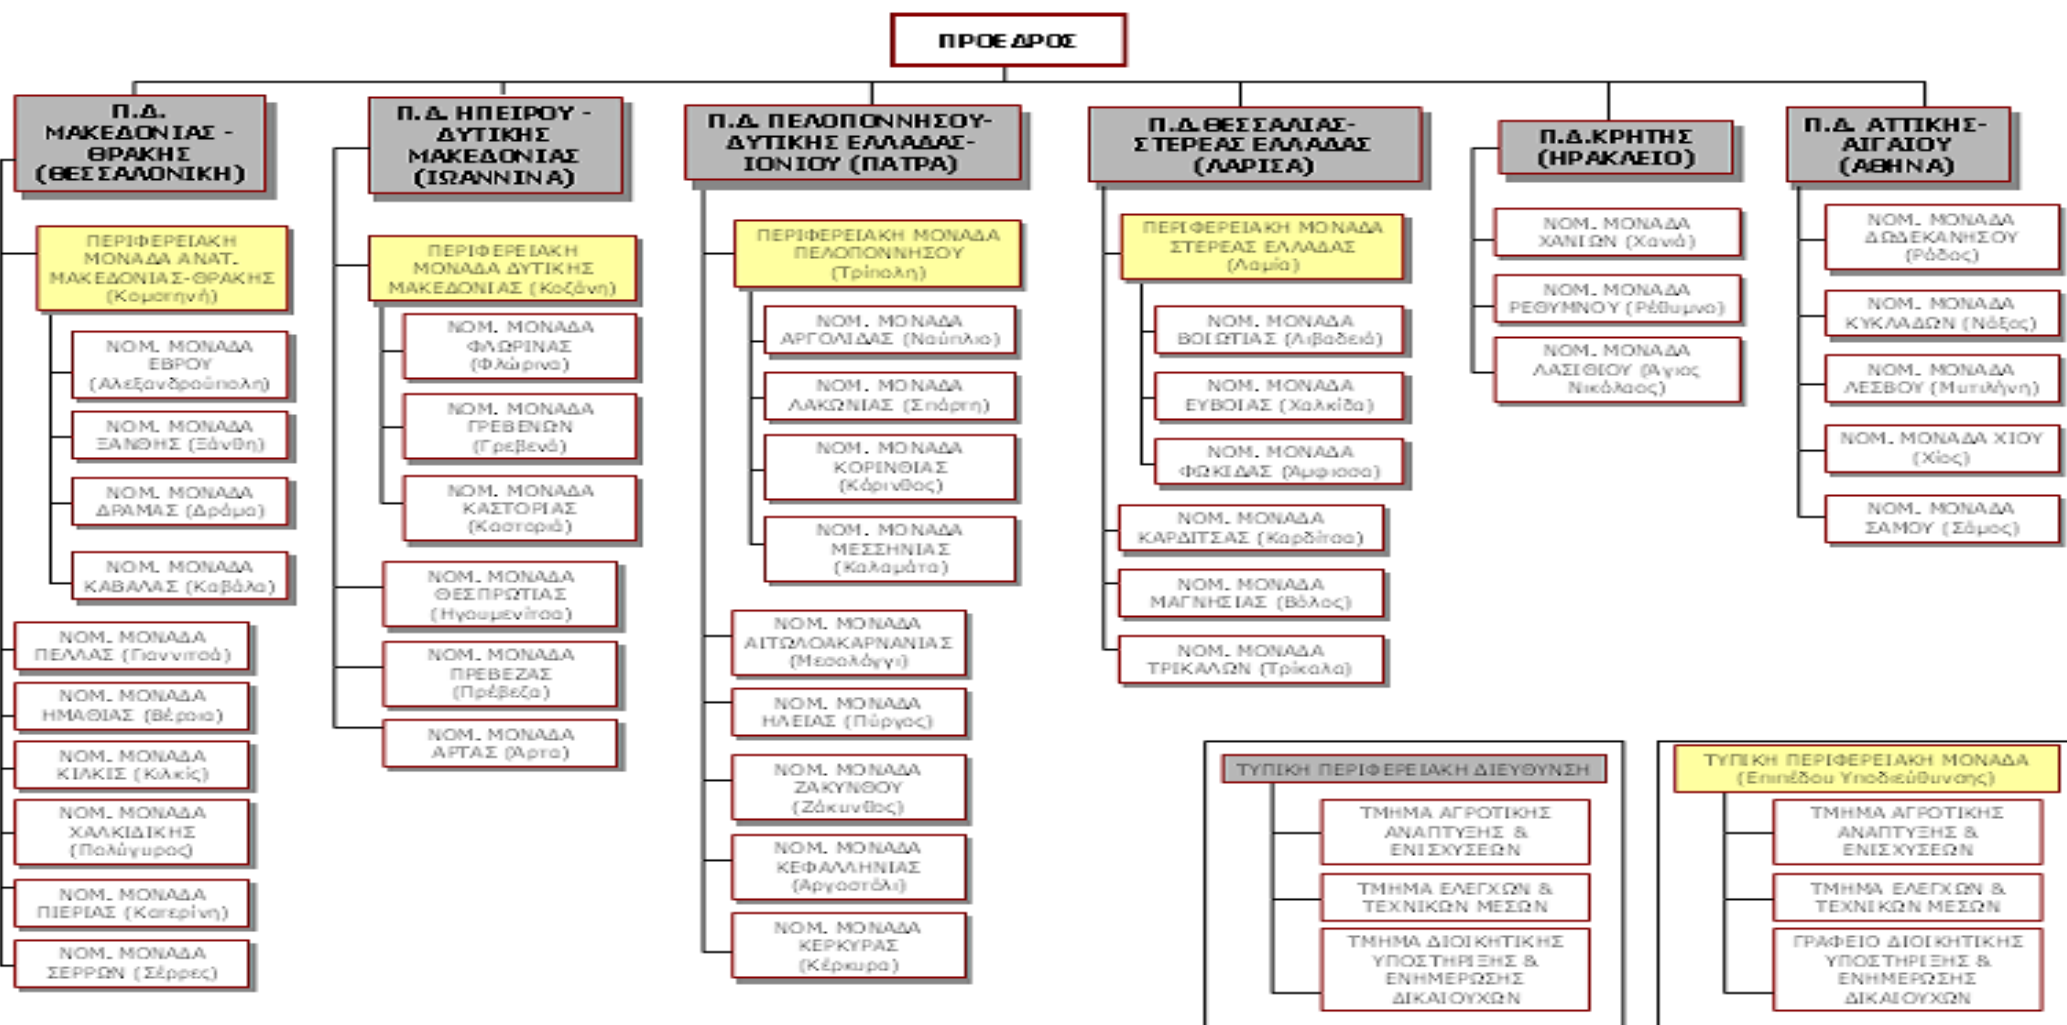 ΠΡΟΕΔΡΟΣ
Π.Δ.
ΜΑΚΕΔΟΝΙΑΣ -
ΘΡΑΚΗΣ
(ΘΕΣΣΑΛΟΝΙΚΗ)
ΠΕΡΙΦΕΡΕΙΑΚΗ
ΜΟΝΑΔΑ ΑΝΑΤ.
ΜΑΚΕΔΟΝΙΑΣ-ΘΡΑΚΗΣ
(Κομοτηνή)
ΝΟΜ. ΜΟΝΑΔΑ
ΕΒΡΟΥ
(Αλεξανδρούπολη)
ΝΟΜ. ΜΟΝΑΔΑ
ΞΑΝΘΗΣ (Ξάνθη)
ΝΟΜ. ΜΟΝΑΔΑ
ΔΡΑΜΑΣ (Δράμα)
ΝΟΜ. ΜΟΝΑΔΑ
ΚΑΒΑΛΑΣ (Καβάλα)
ΝΟΜ. ΜΟΝΑΔΑ
ΠΕΛΛΑΣ (Γιαννιτσά)
ΝΟΜ. ΜΟΝΑΔΑ
ΗΜΑΘΙΑΣ (Βέροια)
ΝΟΜ. ΜΟΝΑΔΑ
ΚΙΛΚΙΣ (Κιλκίς)
ΝΟΜ. ΜΟΝΑΔΑ
ΧΑΛΚΙΔΙΚΗΣ
(Πολύγυρος)
ΝΟΜ. ΜΟΝΑΔΑ
ΠΙΕΡΙΑΣ (Κατερίνη)
ΝΟΜ. ΜΟΝΑΔΑ
ΣΕΡΡΩΝ (Σέρρες)
Π.Δ. ΗΠΕΙΡΟΥ -
ΔΥΤΙΚΗΣ
ΜΑΚΕΔΟΝΙΑΣ
(ΙΩΑΝΝΙΝΑ)
ΠΕΡΙΦΕΡΕΙΑΚΗ
ΜΟΝΑΔΑ ΔΥΤΙΚΗΣ
ΜΑΚΕΔΟΝΙΑΣ (Κοζάνη)
ΝΟΜ. ΜΟΝΑΔΑ
ΦΛΩΡΙΝΑΣ
(Φλώρινα)
ΝΟΜ. ΜΟΝΑΔΑ
ΓΡΕΒΕΝΩΝ
(Γρεβενά)
ΝΟΜ. ΜΟΝΑΔΑ
ΚΑΣΤΟΡΙΑΣ
(Καστοριά)
ΝΟΜ. ΜΟΝΑΔΑ
ΘΕΣΠΡΩΤΙΑΣ
(Ηγουμενίτσα)
ΝΟΜ. ΜΟΝΑΔΑ
ΠΡΕΒΕΖΑΣ
(Πρέβεζα)
ΝΟΜ. ΜΟΝΑΔΑ
ΑΡΤΑΣ (Άρτα)
Π.Δ. ΠΕΛΟΠΟΝΝΗΣΟΥ-
ΔΥΤΙΚΗΣ ΕΛΛΑΔΑΣ-
ΙΟΝΙΟΥ (ΠΑΤΡΑ)
ΠΕΡΙΦΕΡΕΙΑΚΗ ΜΟΝΑΔΑ
ΠΕΛΟΠΟΝΝΗΣΟΥ
(Τρίπολη)
ΝΟΜ. ΜΟΝΑΔΑ
ΑΡΓΟΛΙΔΑΣ (Ναύπλιο)
ΝΟΜ. ΜΟΝΑΔΑ
ΛΑΚΩΝΙΑΣ (Σπάρτη)
ΝΟΜ. ΜΟΝΑΔΑ
ΚΟΡΙΝΘΙΑΣ
(Κόρινθος)
ΝΟΜ. ΜΟΝΑΔΑ
ΜΕΣΣΗΝΙΑΣ
(Καλαμάτα)
ΝΟΜ. ΜΟΝΑΔΑ
ΑΙΤΩΛΟΑΚΑΡΝΑΝΙΑΣ
(Μεσολόγγι)
ΝΟΜ. ΜΟΝΑΔΑ
ΗΛΕΙΑΣ (Πύργος)
ΝΟΜ. ΜΟΝΑΔΑ
ΖΑΚΥΝΘΟΥ
(Ζάκυνθος)
ΝΟΜ. ΜΟΝΑΔΑ
ΚΕΦΑΛΛΗΝΙΑΣ
(Αργοστόλι)
ΝΟΜ. ΜΟΝΑΔΑ
ΚΕΡΚΥΡΑΣ
(Κέρκυρα)
Π.Δ.ΘΕΣΣΑΛΙΑΣ-
ΣΤΕΡΕΑΣ ΕΛΛΑΔΑΣ
(ΛΑΡΙΣΑ)
ΠΕΡΙΦΕΡΕΙΑΚΗ ΜΟΝΑΔΑ
ΣΤΕΡΕΑΣ ΕΛΛΑΔΑΣ
(Λαμία)
ΝΟΜ. ΜΟΝΑΔΑ
ΒΟΙΩΤΙΑΣ (Λιβαδειά)
ΝΟΜ. ΜΟΝΑΔΑ
ΕΥΒΟΙΑΣ (Χαλκίδα)
ΝΟΜ. ΜΟΝΑΔΑ
ΦΩΚΙΔΑΣ (Άμφισσα)
ΝΟΜ. ΜΟΝΑΔΑ
ΚΑΡΔΙΤΣΑΣ (Καρδίτσα)
ΝΟΜ. ΜΟΝΑΔΑ
ΜΑΓΝΗΣΙΑΣ (Βόλος)
ΝΟΜ. ΜΟΝΑΔΑ
ΤΡΙΚΑΛΩΝ (Τρίκαλα)
Π.Δ.ΚΡΗΤΗΣ
(ΗΡΑΚΛΕΙΟ)
ΝΟΜ. ΜΟΝΑΔΑ
ΧΑΝΙΩΝ (Χανιά)
ΝΟΜ. ΜΟΝΑΔΑ
ΡΕΘΥΜΝΟΥ (Ρέθυμνο)
ΝΟΜ. ΜΟΝΑΔΑ
ΛΑΣΙΘΙΟΥ (Άγιος
Νικόλαος)
Π.Δ. ΑΤΤΙΚΗΣ-
ΑΙΓΑΙΟΥ
(ΑΘΗΝΑ)
ΝΟΜ. ΜΟΝΑΔΑ
ΔΩΔΕΚΑΝΗΣΟΥ
(Ρόδος)
ΝΟΜ. ΜΟΝΑΔΑ
ΚΥΚΛΑΔΩΝ (Νάξος)
ΝΟΜ. ΜΟΝΑΔΑ
ΛΕΣΒΟΥ (Μυτιλήνη)
ΝΟΜ. ΜΟΝΑΔΑ ΧΙΟΥ
(Χίος)
ΝΟΜ. ΜΟΝΑΔΑ
ΣΑΜΟΥ (Σάμος)
ΤΥΠΙΚΗ ΠΕΡΙΦΕΡΕΙΑΚΗ ΔΙΕΥΘΥΝΣΗ
ΤΜΗΜΑ ΑΓΡΟΤΙΚΗΣ
ΑΝΑΠΤΥΞΗΣ &
ΕΝΙΣΧΥΣΕΩΝ
ΤΜΗΜΑ ΕΛΕΓΧΩΝ &
ΤΕΧΝΙΚΩΝ ΜΕΣΩΝ
ΤΜΗΜΑ ΔΙΟΙΚΗΤΙΚΗΣ
ΥΠΟΣΤΗΡΙΞΗΣ &
ΕΝΗΜΕΡΩΣΗΣ
ΔΙΚΑΙΟΥΧΩΝ
ΤΥΠΙΚΗ ΠΕΡΙΦΕΡΕΙΑΚΗ ΜΟΝΑΔΑ
(Επιπέδου Υποδιεύθυνσης)
ΤΜΗΜΑ ΑΓΡΟΤΙΚΗΣ
ΑΝΑΠΤΥΞΗΣ &
ΕΝΙΣΧΥΣΕΩΝ
ΤΜΗΜΑ ΕΛΕΓΧΩΝ &
ΤΕΧΝΙΚΩΝ ΜΕΣΩΝ
ΓΡΑΦΕΙΟ ΔΙΟΙΚΗΤΙΚΗΣ
ΥΠΟΣΤΗΡΙΞΗΣ &
ΕΝΗΜΕΡΩΣΗΣ
ΔΙΚΑΙΟΥΧΩΝ